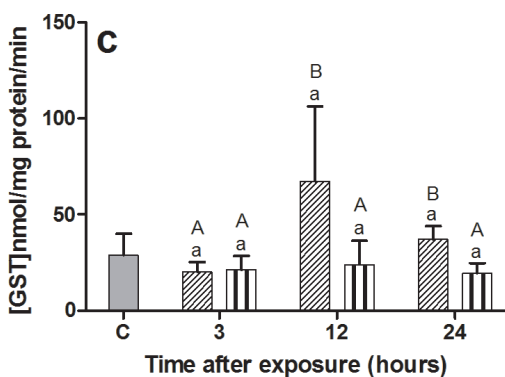 C
[GST]nmol/mg protein/min
150
100
50
0
A
a
A
a
B
a
A
a
B
a
A
a
C 3 12 24
Time after exposure (hours)